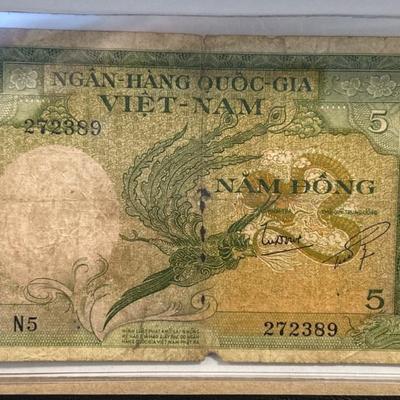 NGÂN-HÀNG QUỐC-GIA
VIỆT-NAM
272389
5
NĂM ĐỒNG
N5
272389
5